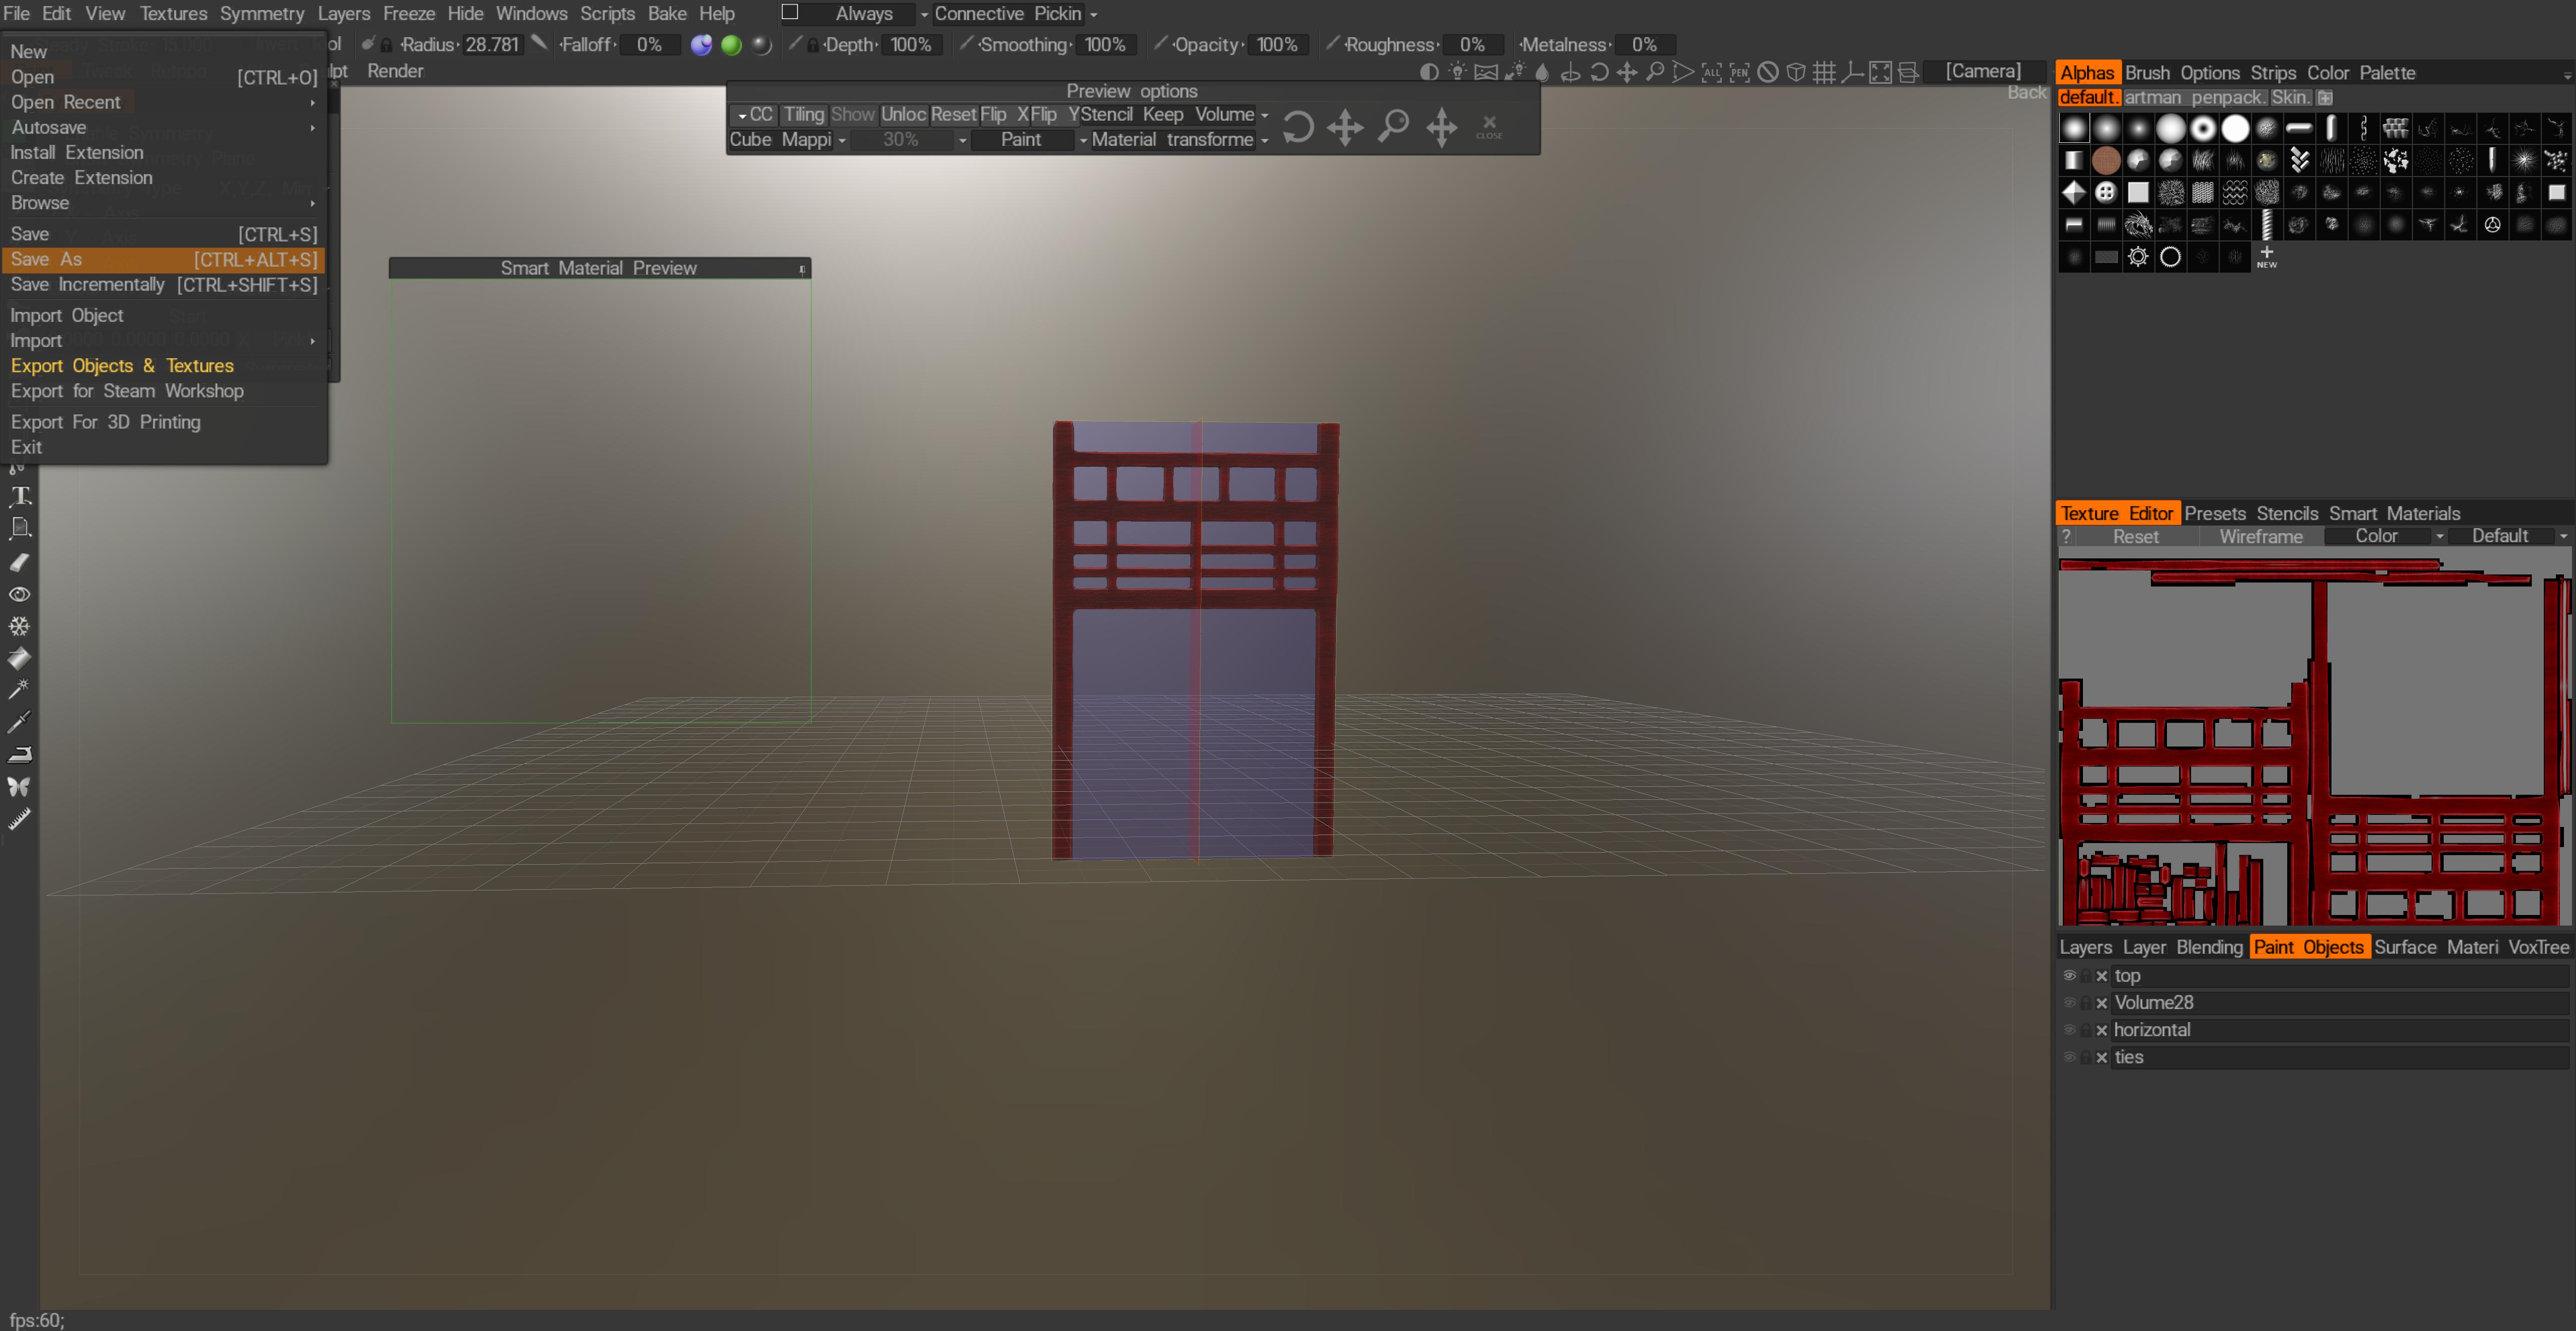 File Edit View Textures Symmetry Layers Freeze Hide Windows Scripts Bake Help Always Connective Pickin
Radius 28.781 Falloff 0% Depth 100% Smoothing 100% Opacity 100% Roughness 0% Metalness 0%
Render [Camera]
Back
New
Open [CTRL+O]
Open Recent
Autosave
Install Extension
Create Extension
Browse
Save [CTRL+S]
Save As [CTRL+ALT+S]
Save Incrementally [CTRL+SHIFT+S]
Import Object
Import
Export Objects & Textures
Export for Steam Workshop
Export For 3D Printing
Exit
Preview options
CC Tiling Show Unloc Reset Flip X Flip Y Stencil Keep Volume
Cube Mappi 30% Paint Material transforme
CLOSE
Smart Material Preview
Alphas Brush Options Strips Color Palette
default. artman penpack. Skin.
NEW
Texture Editor Presets Stencils Smart Materials
? Reset Wireframe Color Default
Layers Layer Blending Paint Objects Surface Materi VoxTree
top
Volume28
horizontal
ties
fps:60;